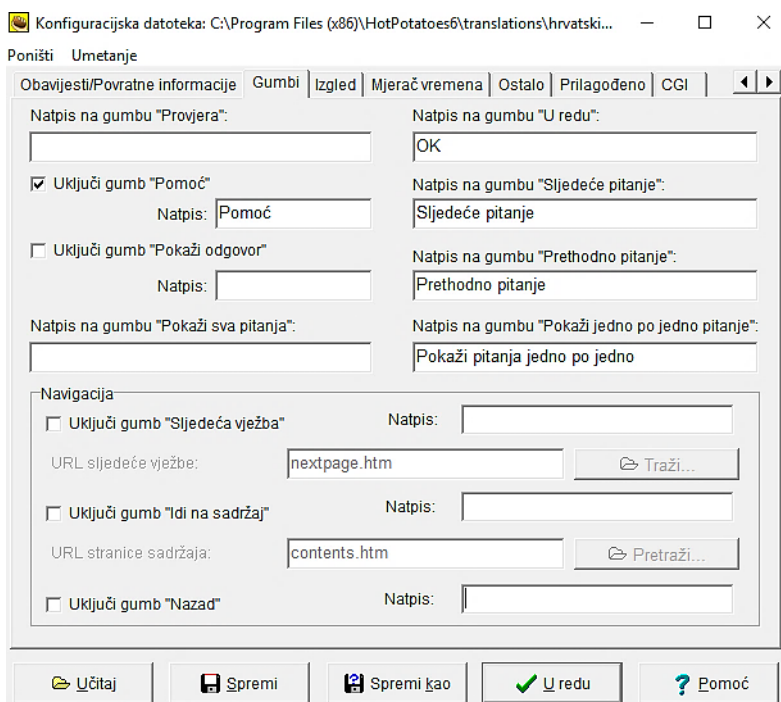 Konfiguracijska datoteka: C:\Program Files (x86)\HotPotatoes6\translations\hrvatski...
Poništi Umetanje
Obavijesti/Povratne informacije Gumbi Izgled Mjerač vremena Ostalo Prilagođeno CGI
Natpis na gumbu "Provjera": Natpis na gumbu "U redu":
OK
Uključi gumb "Pomoć" Natpis na gumbu "Sljedeće pitanje":
Natpis: Pomoć Sljedeće pitanje
Uključi gumb "Pokaži odgovor" Natpis na gumbu "Prethodno pitanje":
Natpis: Prethodno pitanje
Natpis na gumbu "Pokaži sva pitanja": Natpis na gumbu "Pokaži jedno po jedno pitanje":
Pokaži pitanja jedno po jedno
Navigacija
Uključi gumb "Sljedeća vježba" Natpis:
URL sljedeće vježbe: nextpage.htm Traži...
Uključi gumb "Idi na sadržaj" Natpis:
URL stranice sadržaja: contents.htm Pretraži...
Uključi gumb "Nazad" Natpis:
Učitaj Spremi Spremi kao U redu Pomoć